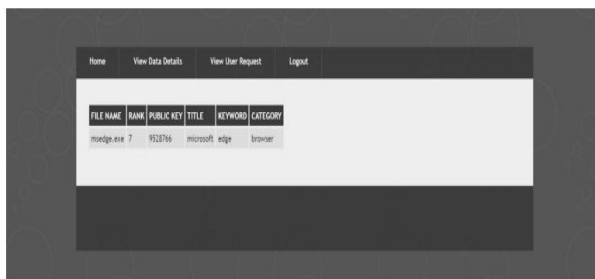 Home View Data Details View User Request Logout
FILE NAME RANK PUBLIC KEY TITLE KEYWORD CATEGORY
msedge.exe 7 9528766 microsoft edge browser